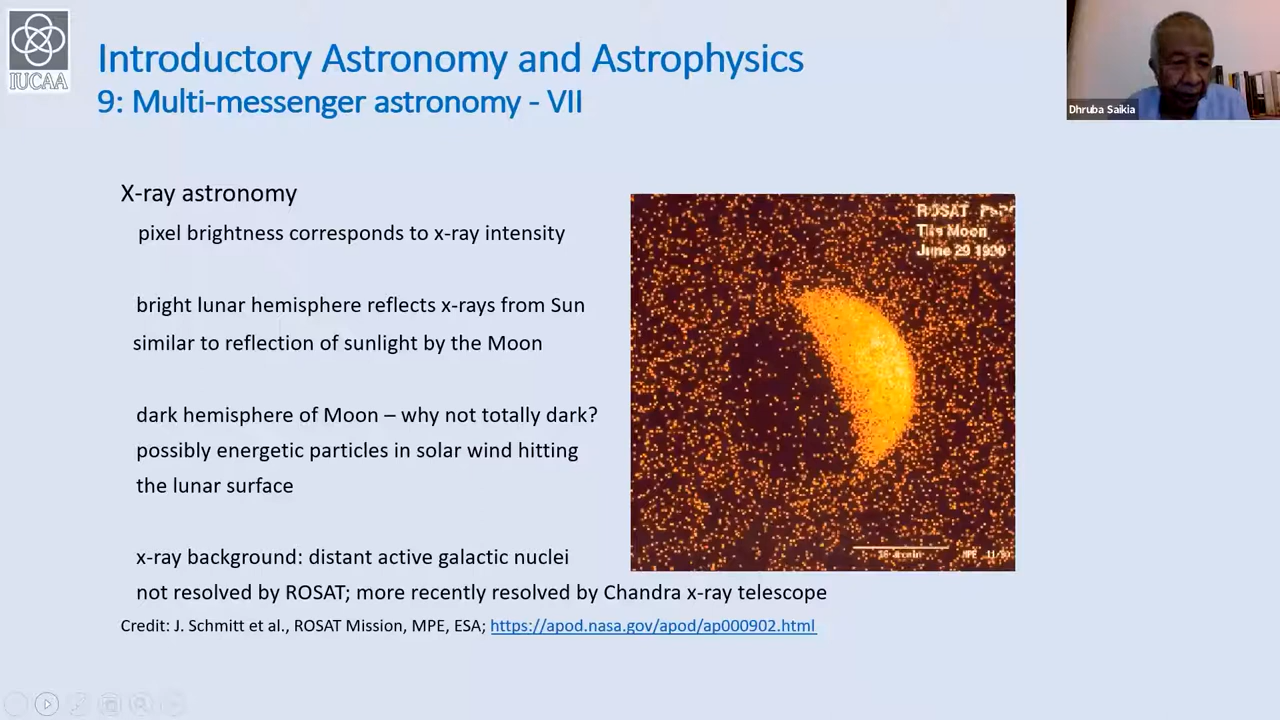 IUCAA
Introductory Astronomy and Astrophysics
9: Multi-messenger astronomy - VII
Dhruba Saikia
X-ray astronomy
pixel brightness corresponds to x-ray intensity
bright lunar hemisphere reflects x-rays from Sun
similar to reflection of sunlight by the Moon
dark hemisphere of Moon – why not totally dark?
possibly energetic particles in solar wind hitting
the lunar surface
x-ray background: distant active galactic nuclei
not resolved by ROSAT; more recently resolved by Chandra x-ray telescope
Credit: J. Schmitt et al., ROSAT Mission, MPE, ESA; https://apod.nasa.gov/apod/ap000902.html
ROSAT
The Moon
June 29 1990
MPE